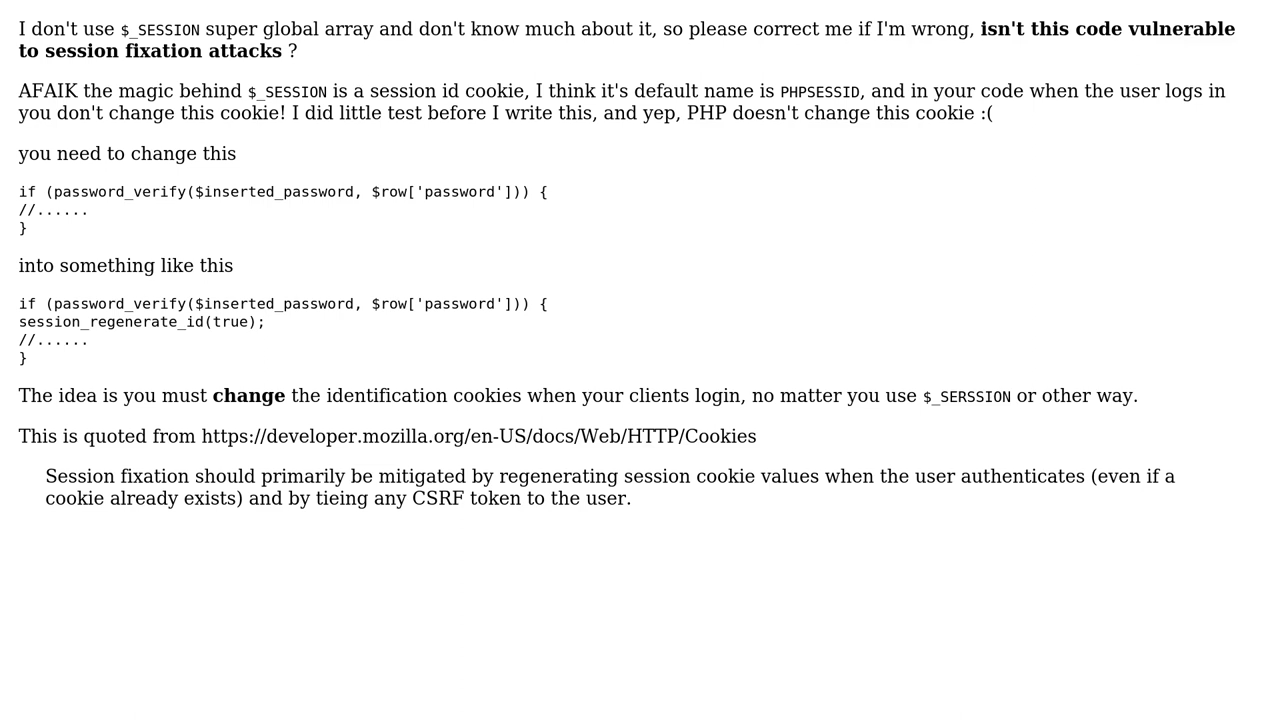 I don't use $_SESSION super global array and don't know much about it, so please correct me if I'm wrong, isn't this code vulnerable
to session fixation attacks ?
AFAIK the magic behind $_SESSION is a session id cookie, I think it's default name is PHPSESSID, and in your code when the user logs in
you don't change this cookie! I did little test before I write this, and yep, PHP doesn't change this cookie :(
you need to change this
if (password_verify($inserted_password, $row['password'])) {
//......
}
into something like this
if (password_verify($inserted_password, $row['password'])) {
session_regenerate_id(true);
//......
}
The idea is you must change the identification cookies when your clients login, no matter you use $_SERSSION or other way.
This is quoted from https://developer.mozilla.org/en-US/docs/Web/HTTP/Cookies
Session fixation should primarily be mitigated by regenerating session cookie values when the user authenticates (even if a
cookie already exists) and by tieing any CSRF token to the user.